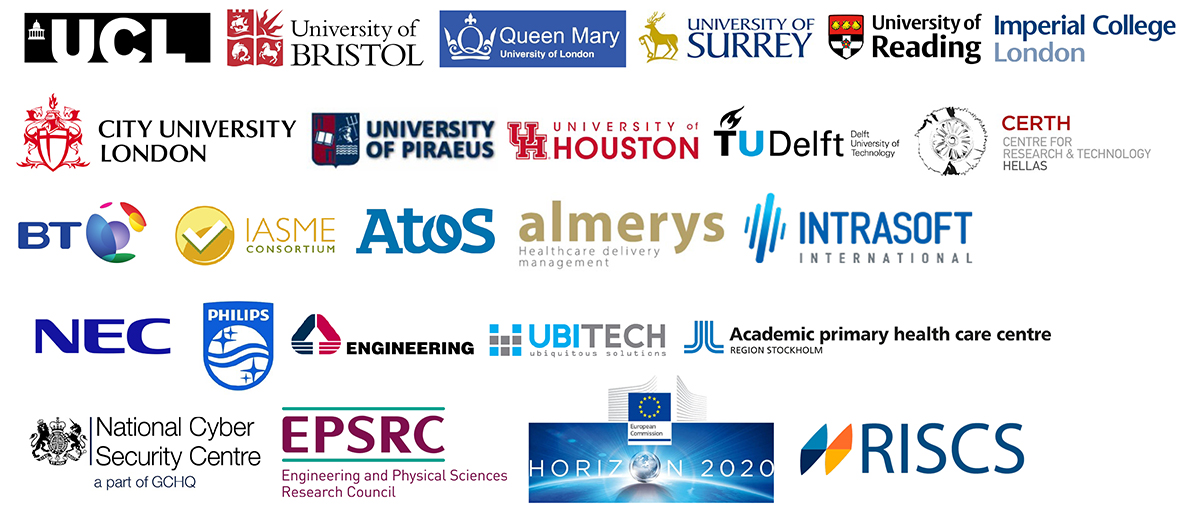 UCL
University of
BRISTOL
Queen Mary
University of London
UNIVERSITY OF
SURREY
University of
Reading
Imperial College
London
CITY UNIVERSITY
LONDON
UNIVERSITY
OF PIRAEUS
UNIVERSITY of
HOUSTON
TU Delft
Delft
University of
Technology
CERTH
CENTRE FOR
RESEARCH & TECHNOLOGY
HELLAS
BT
IASME
CONSORTIUM
Atos
almerys
Healthcare delivery
management
INTRASOFT
INTERNATIONAL
NEC
PHILIPS
ENGINEERING
UBITECH
ubiquitous solutions
Academic primary health care centre
REGION STOCKHOLM
National Cyber
Security Centre
a part of GCHQ
EPSRC
Engineering and Physical Sciences
Research Council
European
Commission
HORIZON 2020
RISCS